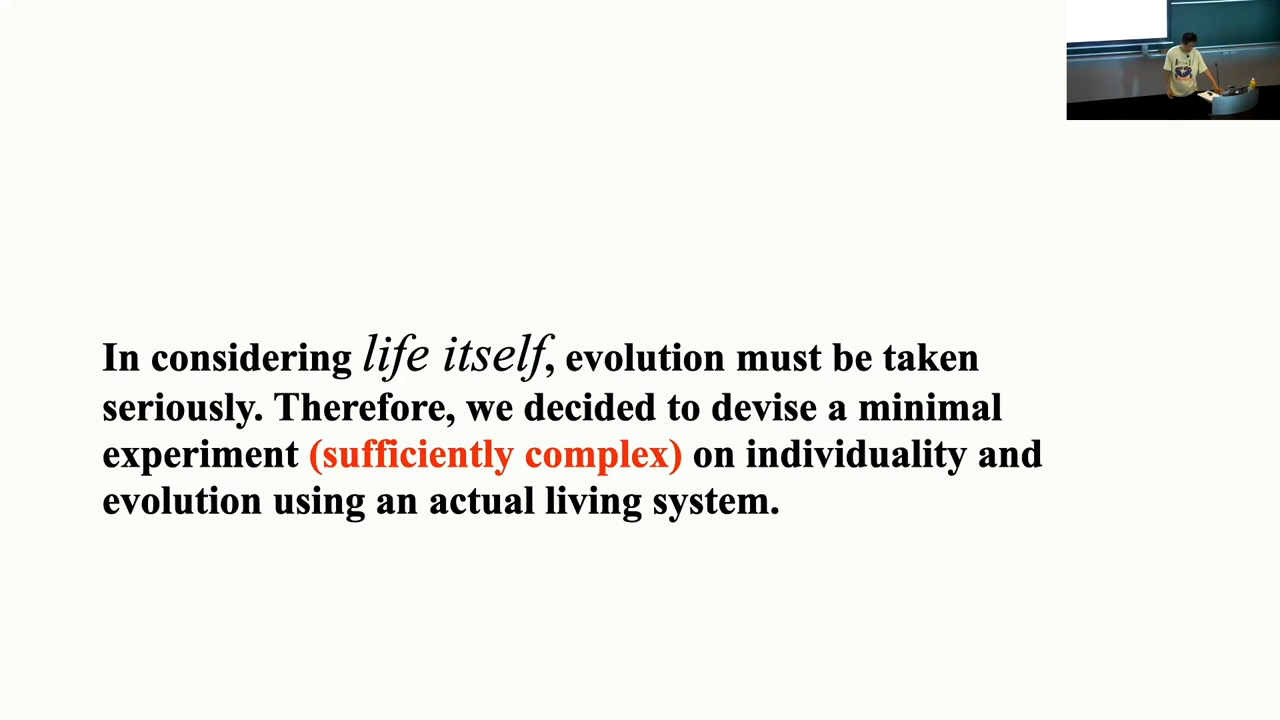 In considering life itself, evolution must be taken
seriously. Therefore, we decided to devise a minimal
experiment (sufficiently complex) on individuality and
evolution using an actual living system.